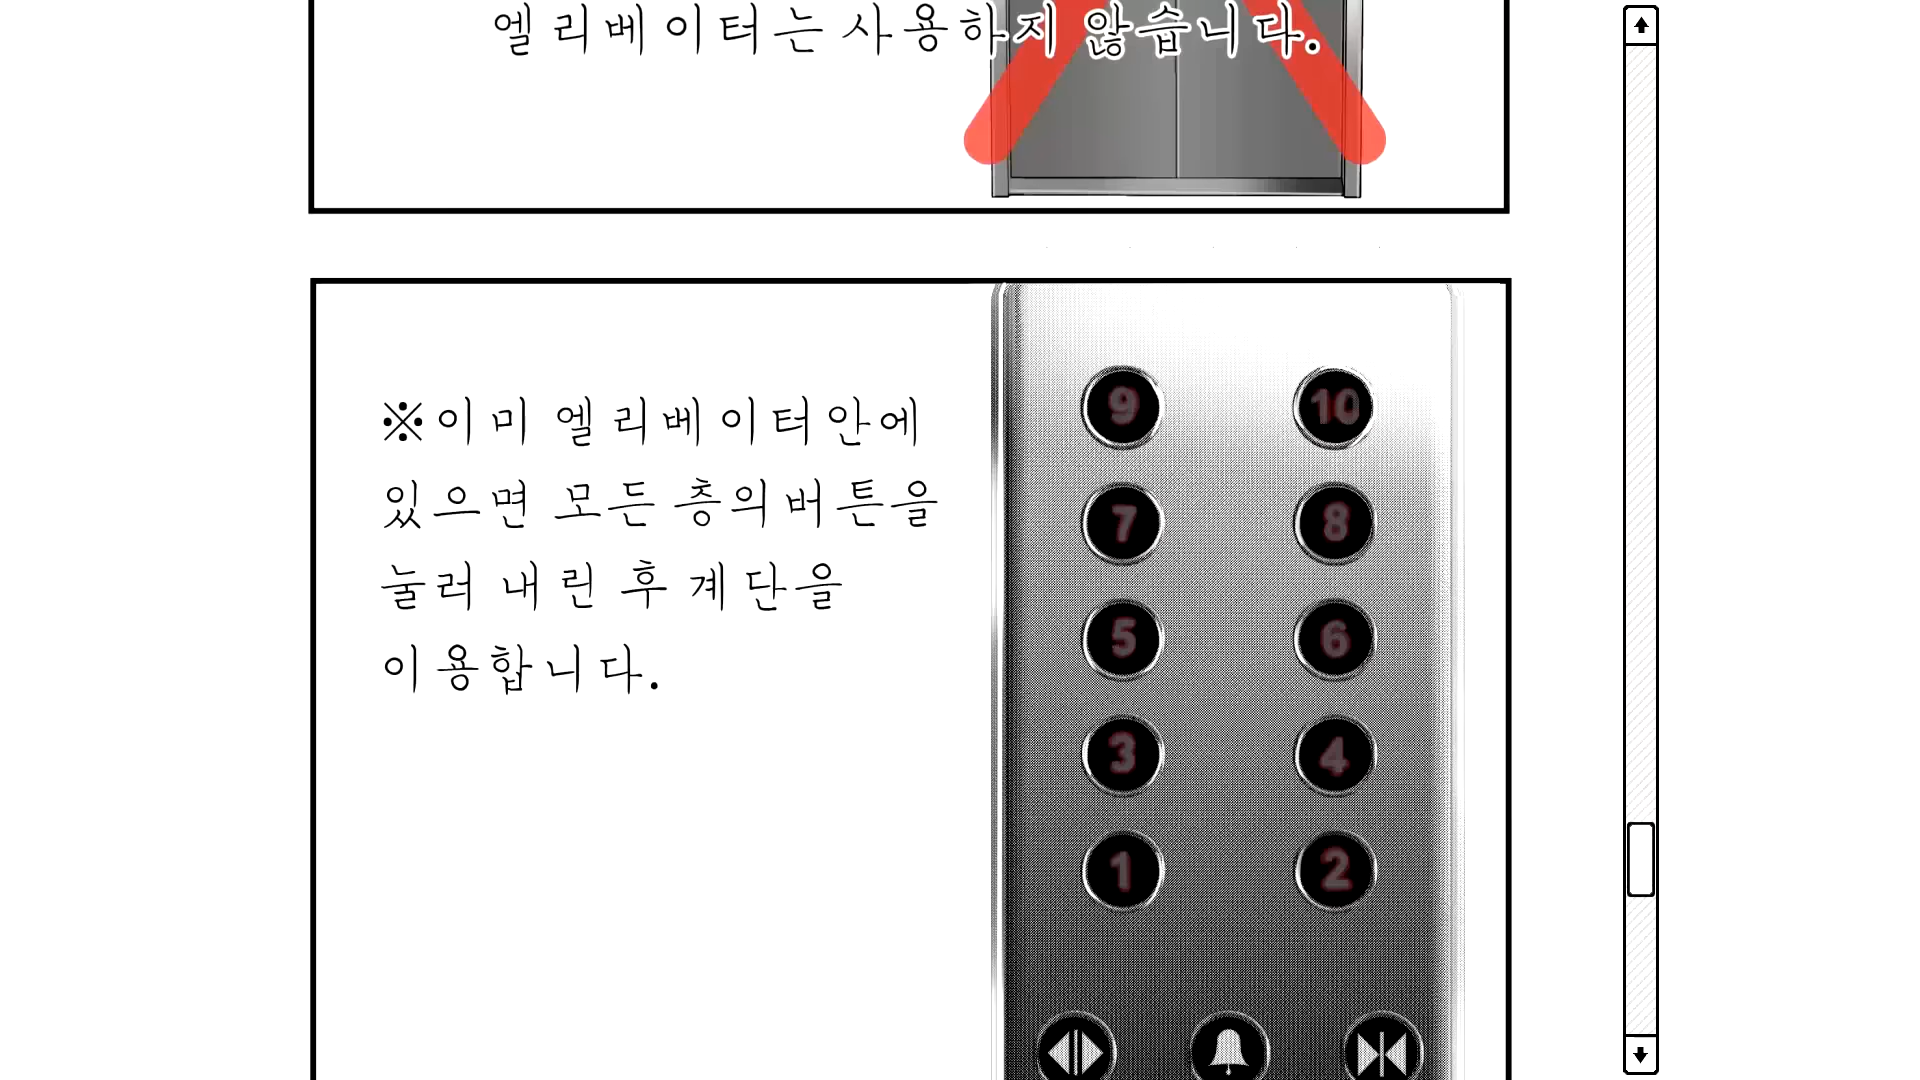 엘리베이터는 사용하지 않습니다.
※이미 엘리베이터안에
있으면 모든 층의버튼을
눌러 내린 후 계단을
이용합니다.
9 10
7 8
5 6
3 4
1 2